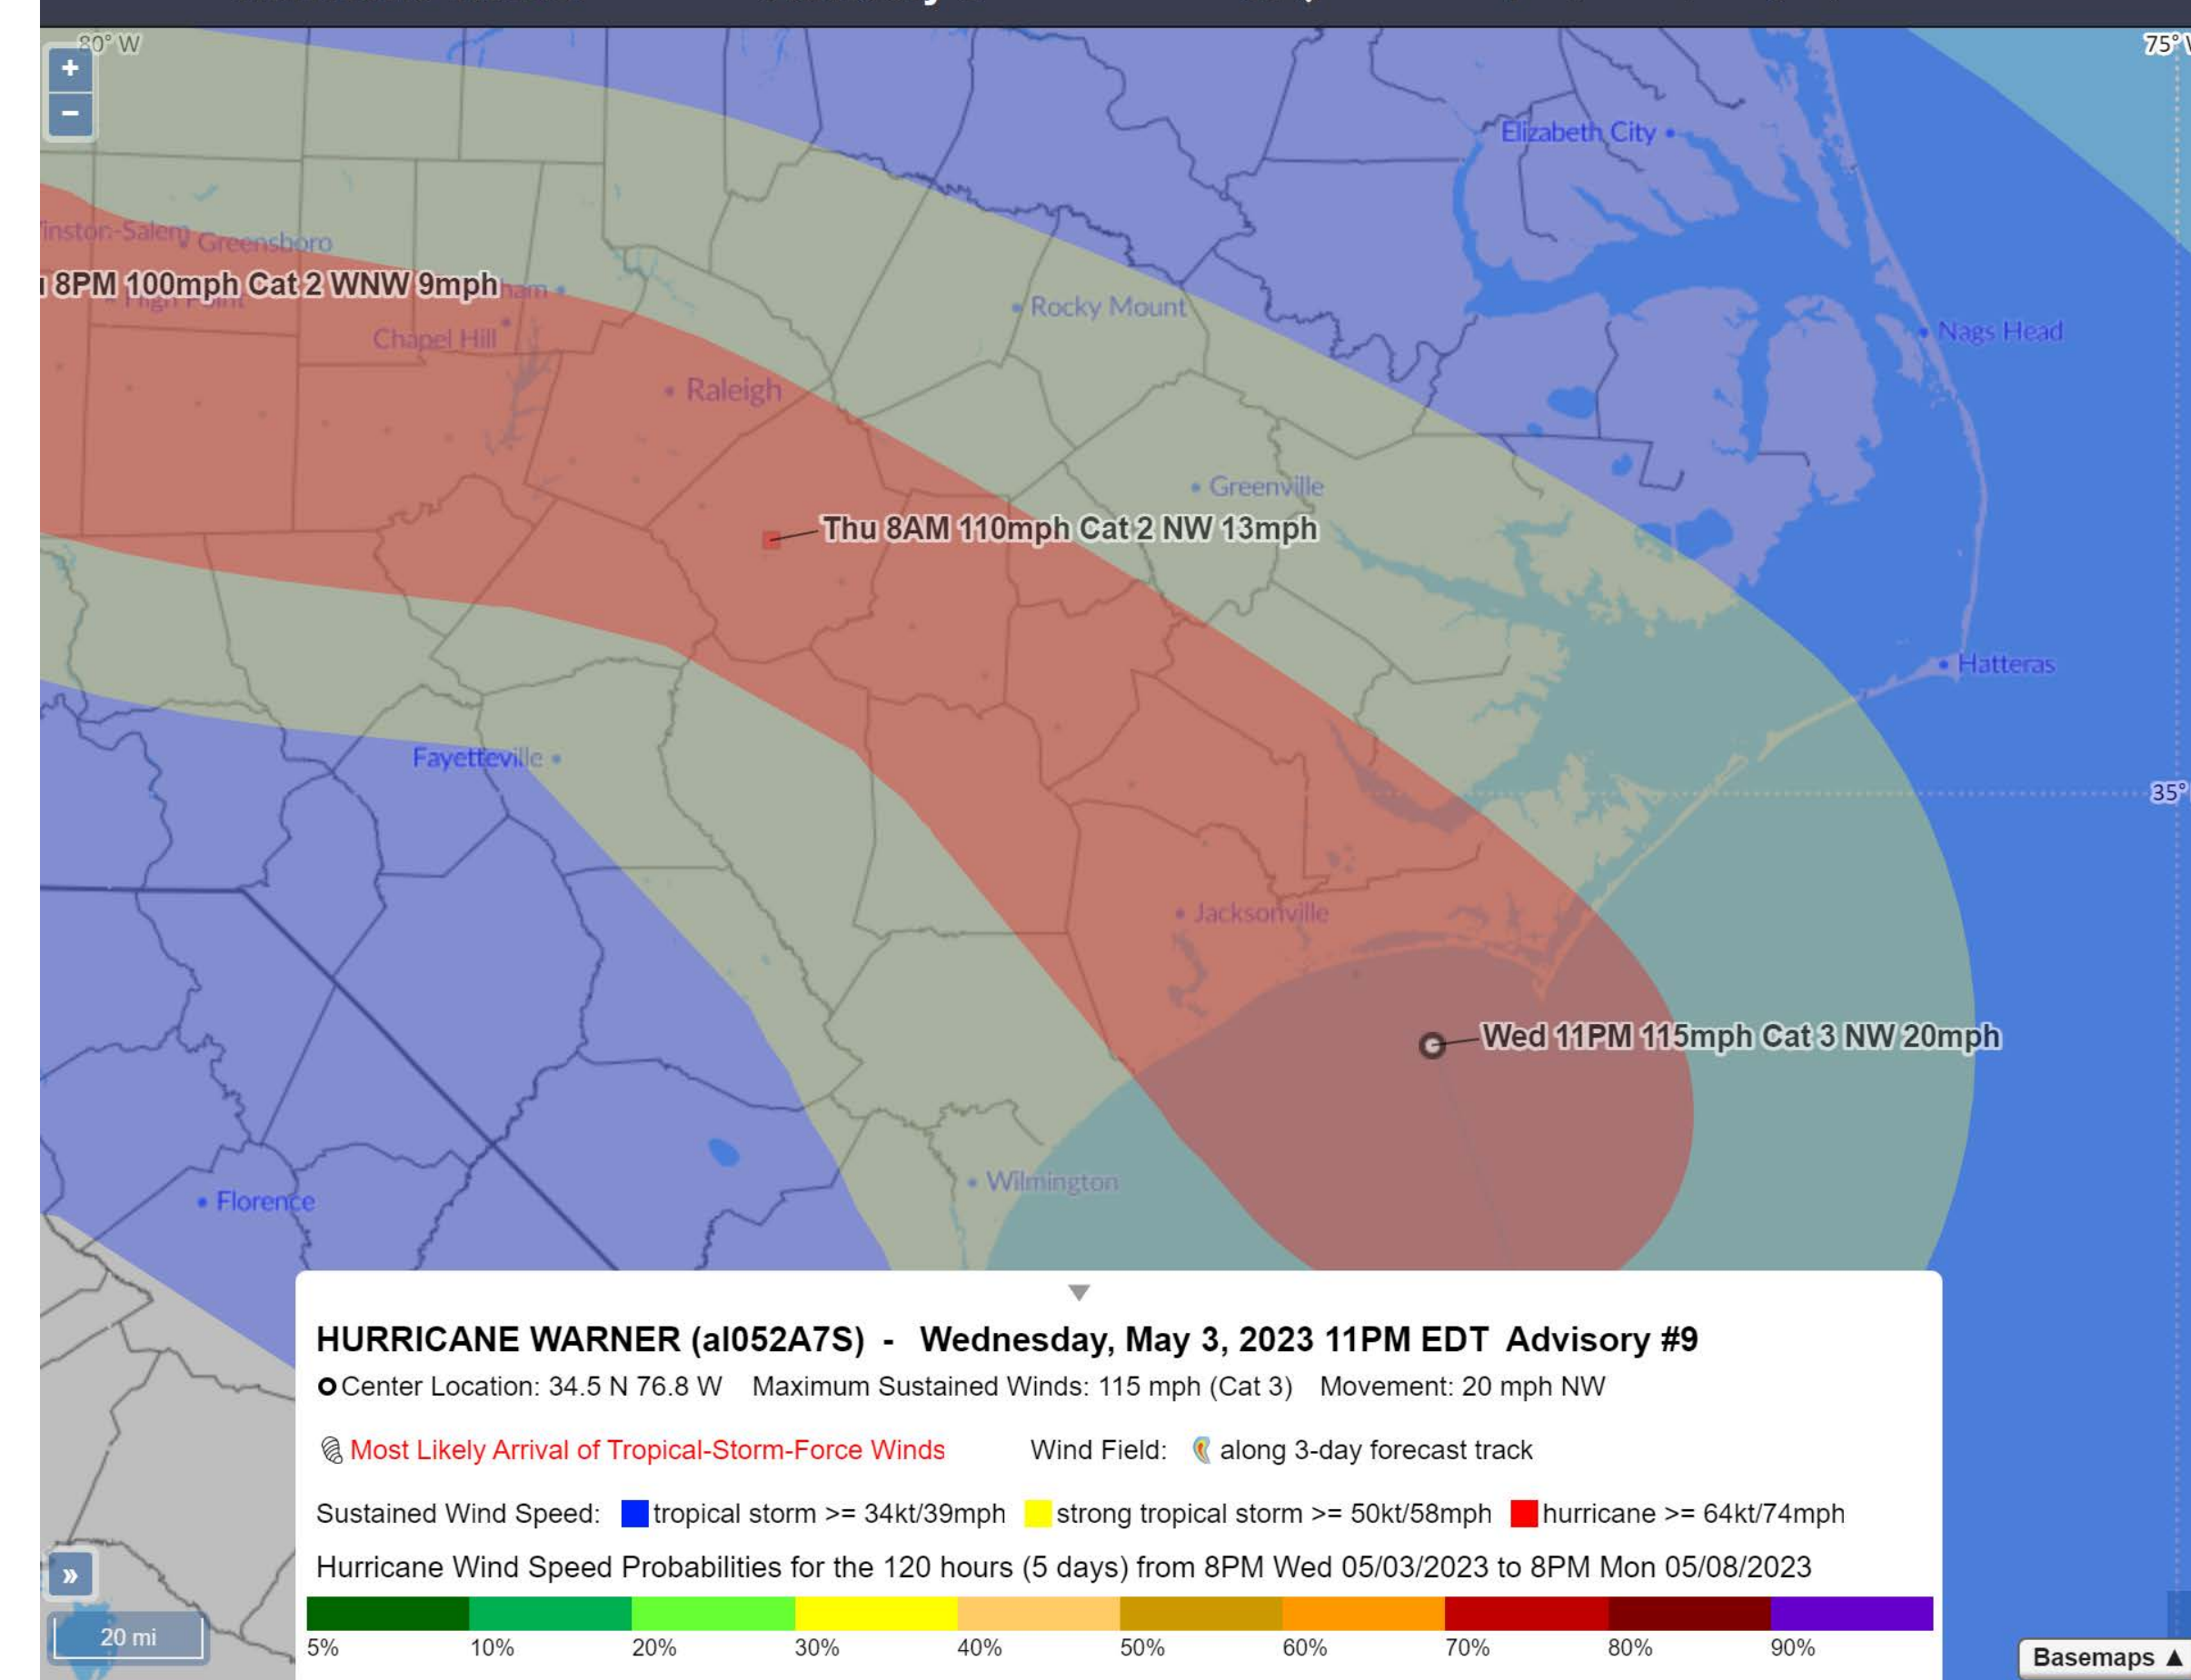 80° W
75°
+
−
Elizabeth City
inston-Salem
Greensboro
8PM 100mph Cat 2 WNW 9mph
ham
High Point
Rocky Mount
Nags Head
Chapel Hill
Raleigh
Greenville
Thu 8AM 110mph Cat 2 NW 13mph
Hatteras
Fayetteville
35°
Jacksonville
Wed 11PM 115mph Cat 3 NW 20mph
Wilmington
Florence
HURRICANE WARNER (al052A7S) - Wednesday, May 3, 2023 11PM EDT Advisory #9
Center Location: 34.5 N 76.8 W Maximum Sustained Winds: 115 mph (Cat 3) Movement: 20 mph NW
Most Likely Arrival of Tropical-Storm-Force Winds Wind Field: along 3-day forecast track
Sustained Wind Speed: tropical storm >= 34kt/39mph strong tropical storm >= 50kt/58mph hurricane >= 64kt/74mph
Hurricane Wind Speed Probabilities for the 120 hours (5 days) from 8PM Wed 05/03/2023 to 8PM Mon 05/08/2023
»
20 mi
5% 10% 20% 30% 40% 50% 60% 70% 80% 90%
Basemaps ▲